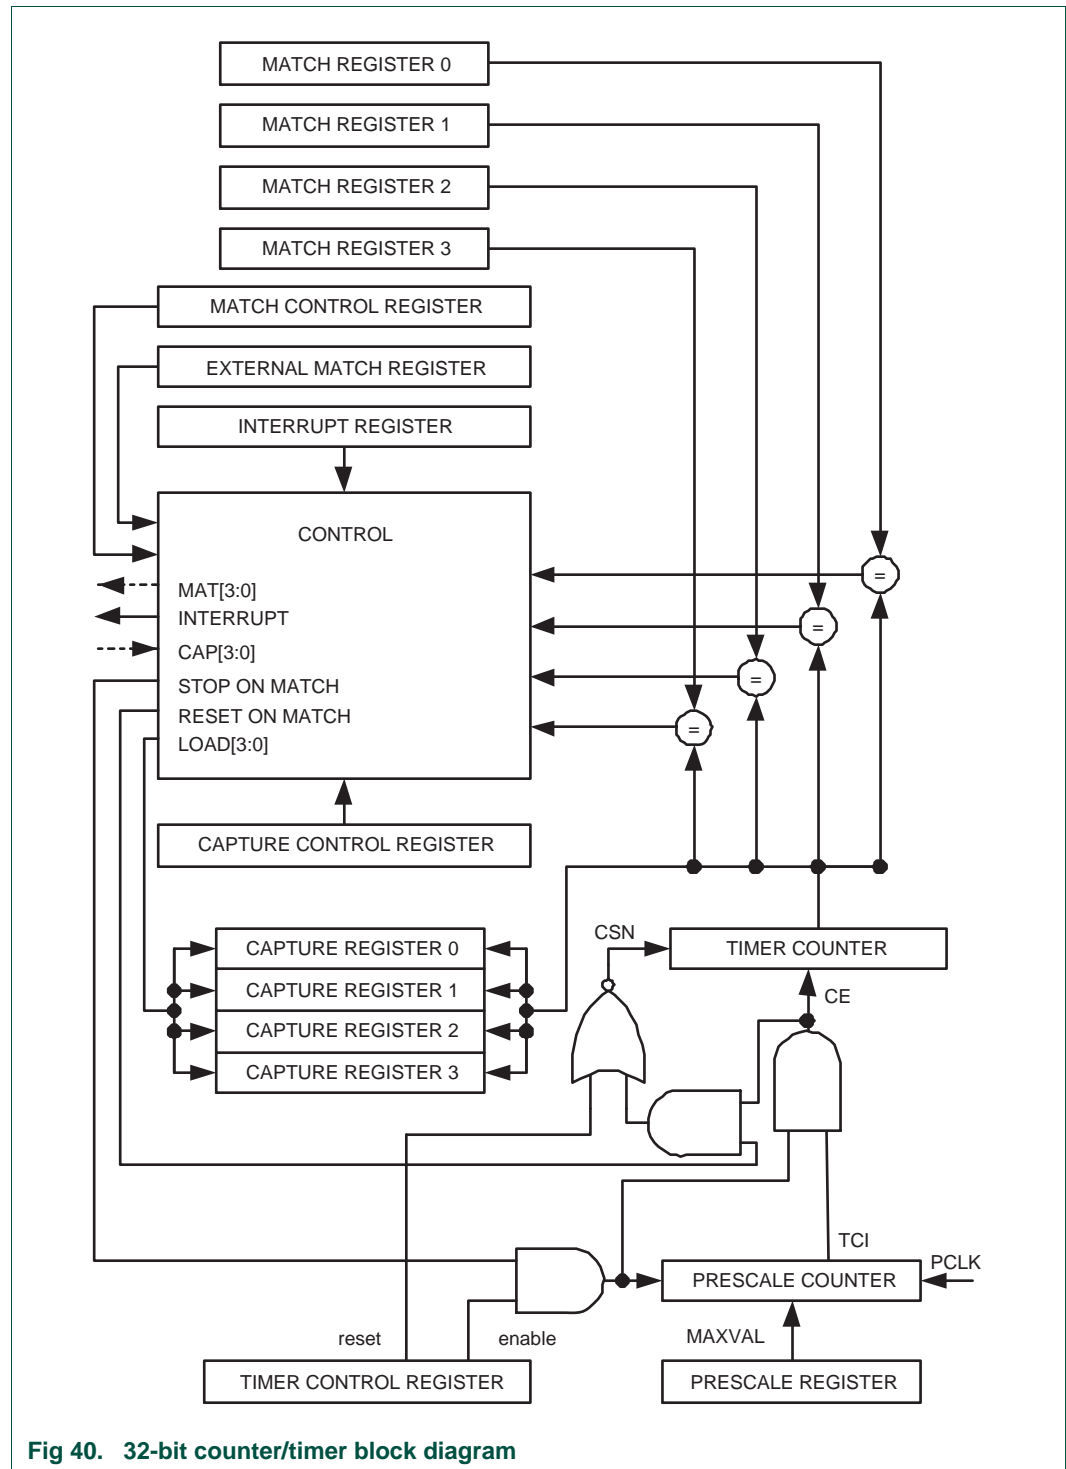 MATCH REGISTER 0
MATCH REGISTER 1
MATCH REGISTER 2
MATCH REGISTER 3
MATCH CONTROL REGISTER
EXTERNAL MATCH REGISTER
INTERRUPT REGISTER
CONTROL
=
MAT[3:0]
INTERRUPT
=
CAP[3:0]
STOP ON MATCH
=
RESET ON MATCH
=
LOAD[3:0]
CAPTURE CONTROL REGISTER
CSN
CAPTURE REGISTER 0
TIMER COUNTER
CAPTURE REGISTER 1
CE
CAPTURE REGISTER 2
CAPTURE REGISTER 3
TCI
PCLK
PRESCALE COUNTER
reset
enable
MAXVAL
TIMER CONTROL REGISTER
PRESCALE REGISTER
Fig 40. 32-bit counter/timer block diagram